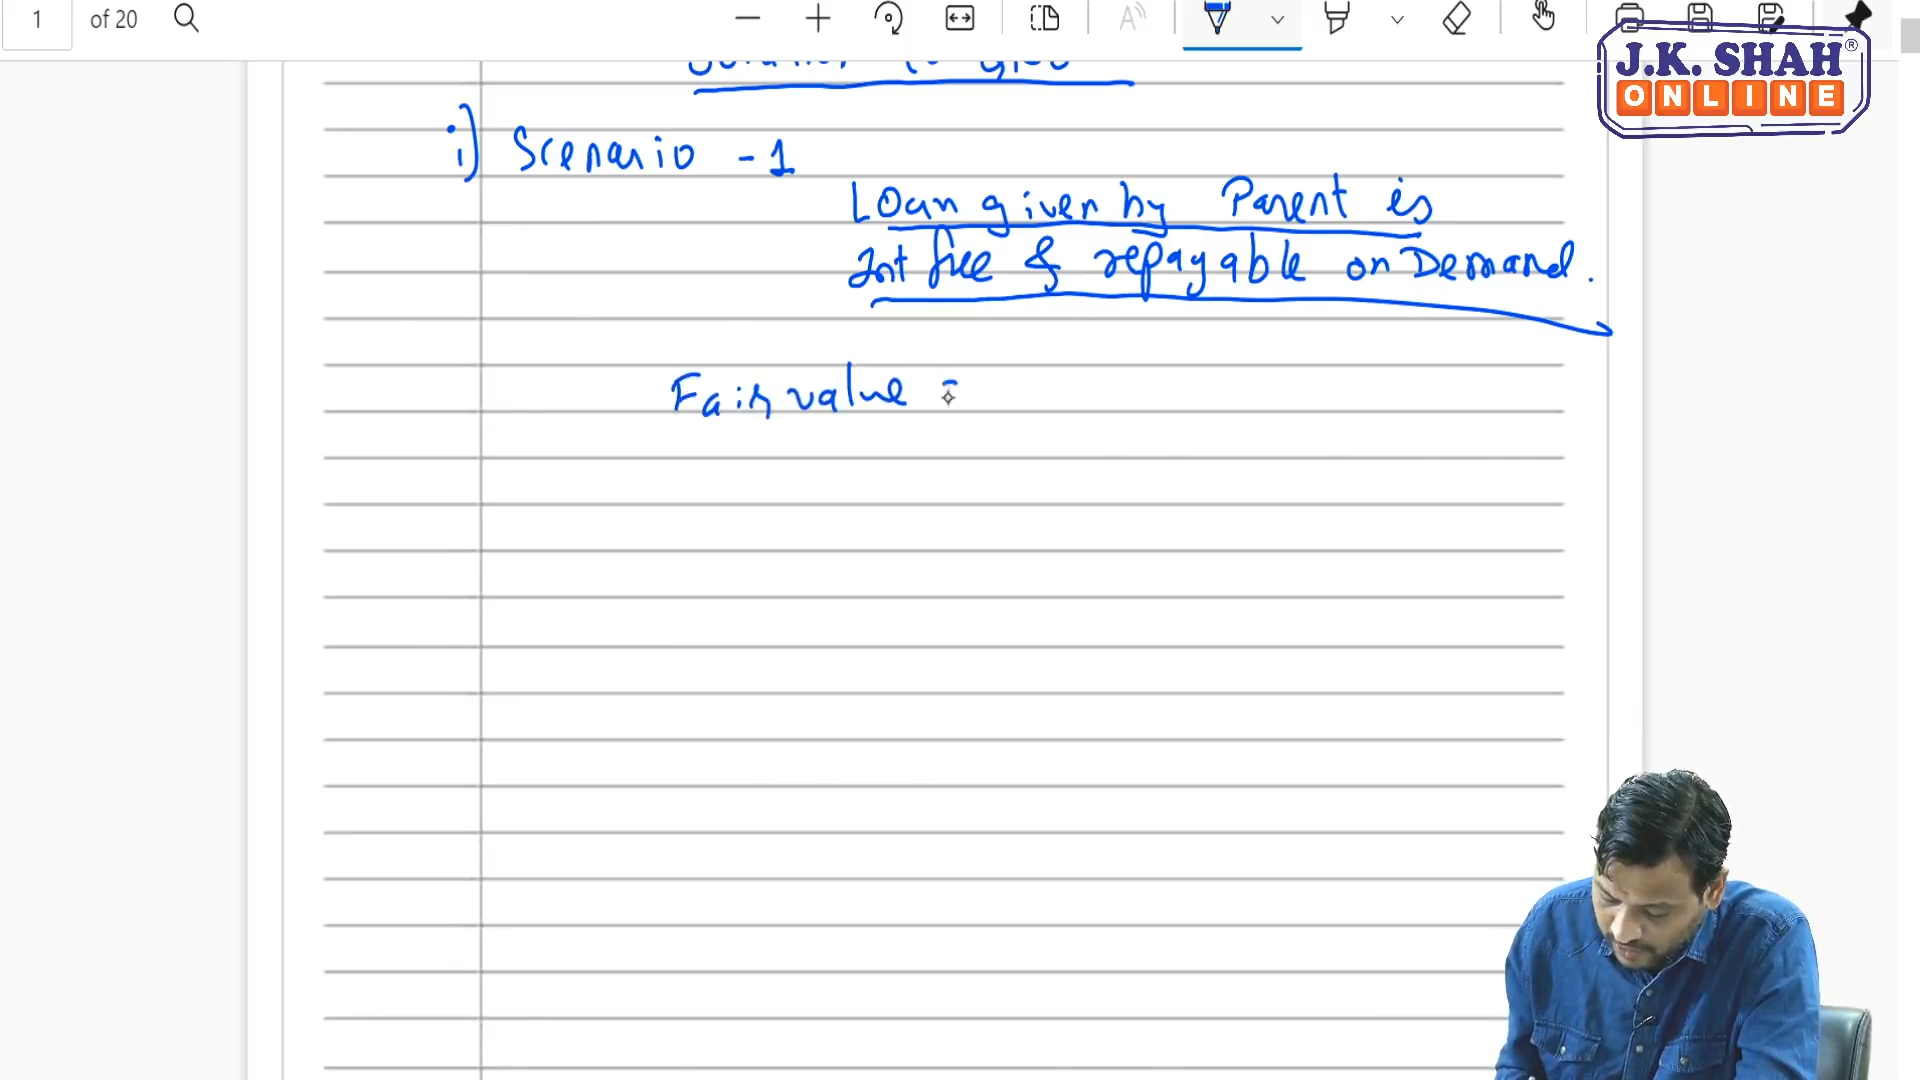 1 of 20
J.K. SHAH®
ONLINE
i) Scenario - 1
Loan given by Parent is
Int free & repayable on Demand.
Fair value =